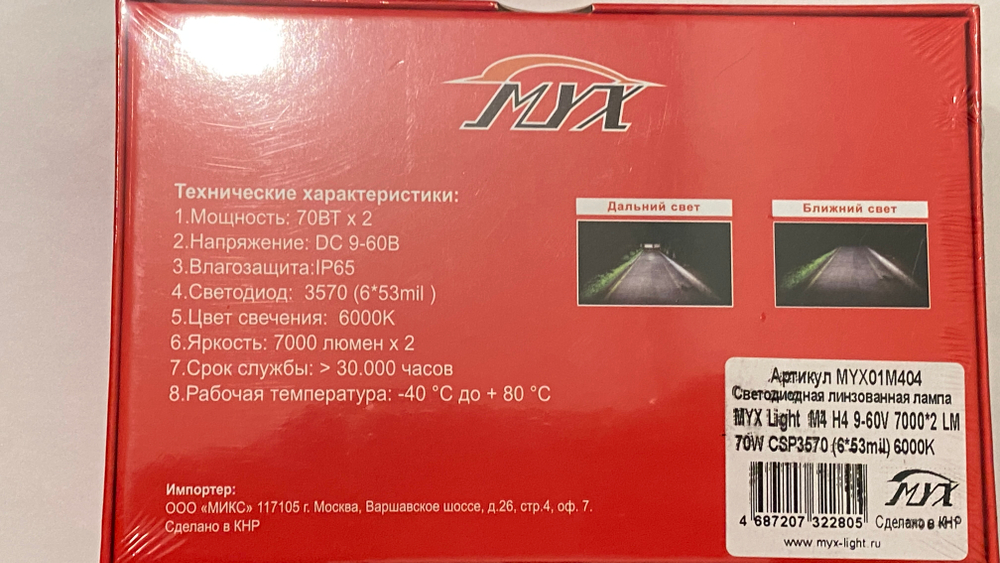 MYX
Технические характеристики:
1.Мощность: 70ВТ x 2
2.Напряжение: DC 9-60В
3.Влагозащита:IP65
4.Светодиод: 3570 (6*53mil )
5.Цвет свечения: 6000K
6.Яркость: 7000 люмен x 2
7.Срок службы: > 30.000 часов
8.Рабочая температура: -40 °C до + 80 °C
Дальний свет
Ближний свет
Импортер:
ООО «МИКС» 117105 г. Москва, Варшавское шоссе, д.26, стр.4, оф. 7.
Сделано в КНР
Артикул MYX01M404
Светодиодная линзованная лампа
MYX Light M4 H4 9-60V 7000*2 LM
70W CSP3570 (6*53mil) 6000K
MYX
4 687207 322805
Сделано в КНР
www.myx-light.ru